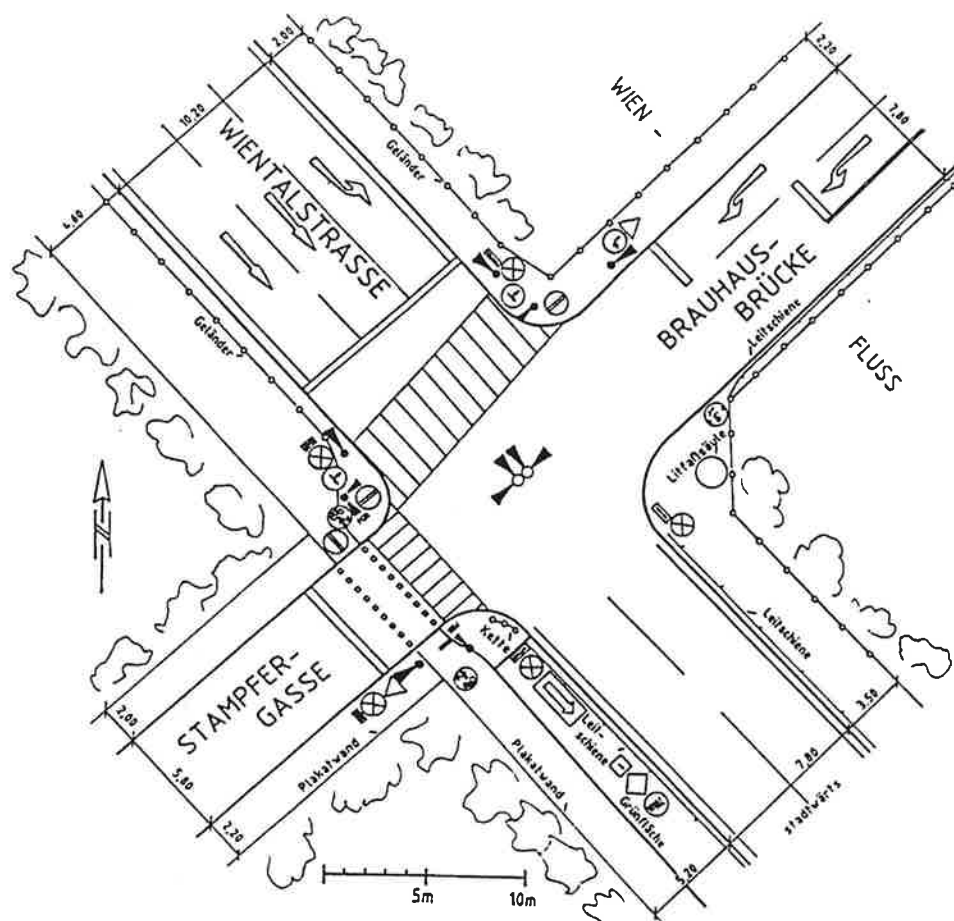 2,00
10,20
4,60
WIENTALSTRASSE
Geländer
Geländer
WIEN -
FLUSS
2,20
7,80
BRAUHAUS-
BRÜCKE
Leitschiene
Litfaßsäule
Leitschiene
Kette
Leit-
schiene
Grünfläche
STAMPFER-
GASSE
Plakatwand
Plakatwand
2,00
5,80
2,20
5m
10m
3,50
7,80
stadtwärts
5,20